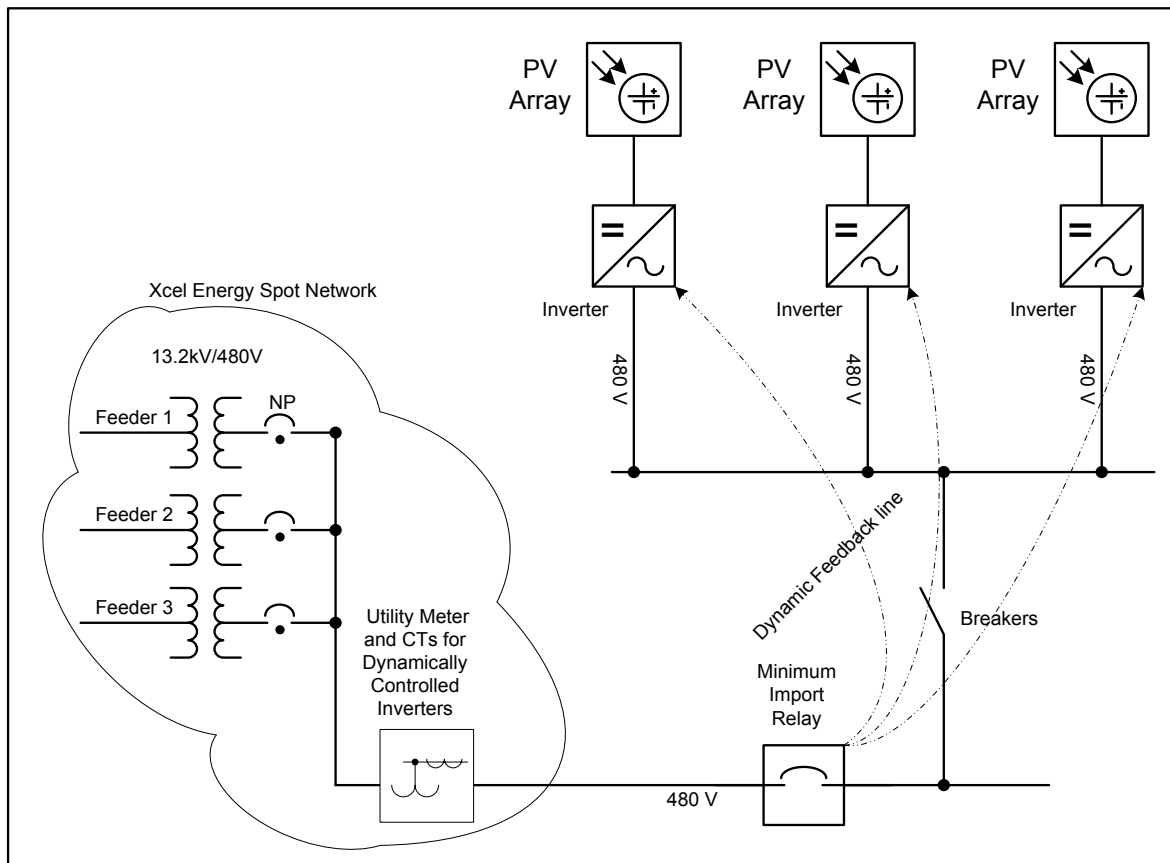 PV
Array
PV
Array
PV
Array
Inverter
Inverter
Inverter
480 V
480 V
480 V
Xcel Energy Spot Network
13.2kV/480V
NP
Feeder 1
Feeder 2
Feeder 3
Utility Meter
and CTs for
Dynamically
Controlled
Inverters
Dynamic Feedback line
Breakers
Minimum
Import
Relay
480 V